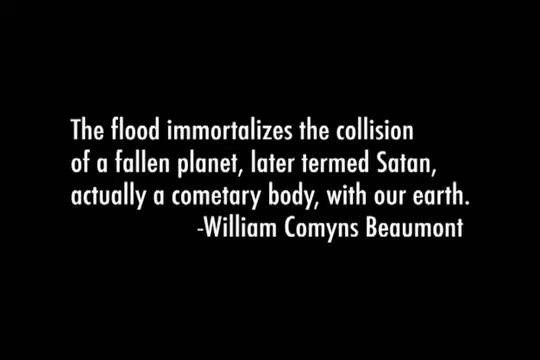 The flood immortalizes the collision
of a fallen planet, later termed Satan,
actually a cometary body, with our earth.
-William Comyns Beaumont